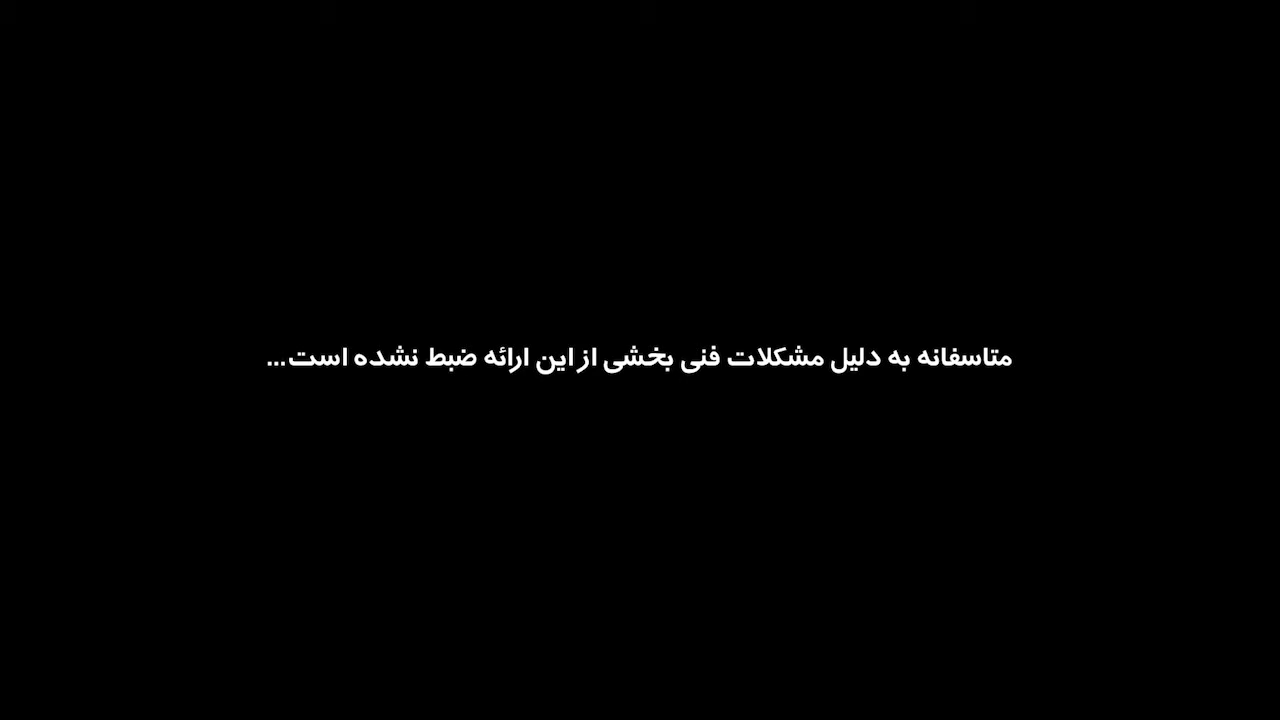 متاسفانه به دلیل مشکلات فنی بخشی از این ارائه ضبط نشده است...